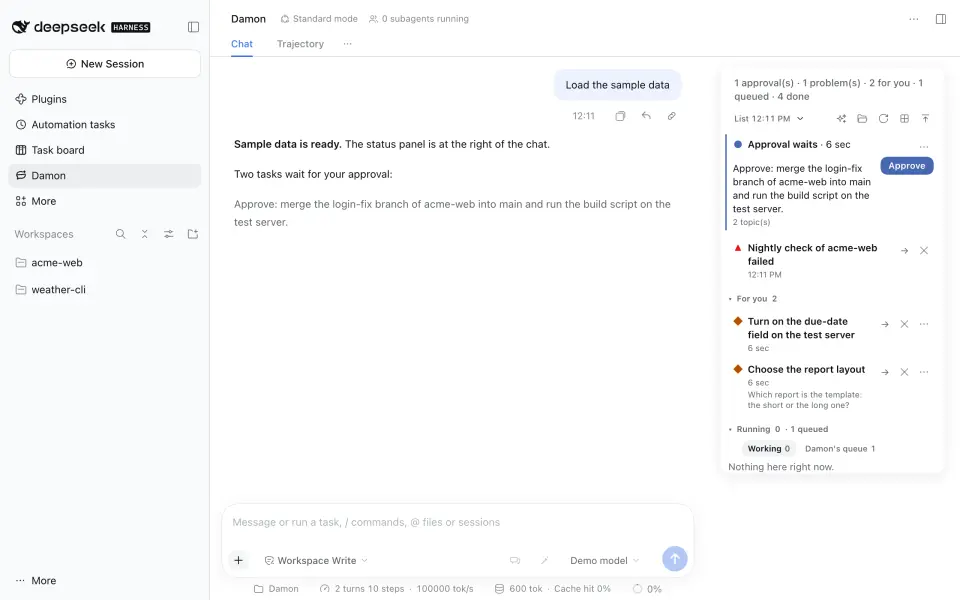 deepseek HARNESS
New Session
Plugins
Automation tasks
Task board
Damon
More
Workspaces
acme-web
weather-cli
More
Damon
Standard mode
0 subagents running
Chat
Trajectory
Load the sample data
12:11
Sample data is ready. The status panel is at the right of the chat.
Two tasks wait for your approval:
Approve: merge the login-fix branch of acme-web into main and run the build script on the
test server.
Message or run a task, / commands, @ files or sessions
Workspace Write
Demo model
Damon
2 turns 10 steps · 100000 tok/s
600 tok · Cache hit 0%
0%
1 approval(s) · 1 problem(s) · 2 for you · 1
queued · 4 done
List 12:11 PM
Approval waits · 6 sec
Approve: merge the login-fix
branch of acme-web into main
and run the build script on the
test server.
Approve
2 topic(s)
Nightly check of acme-web
failed
12:11 PM
For you 2
Turn on the due-date
field on the test server
6 sec
Choose the report layout
6 sec
Which report is the template:
the short or the long one?
Running 0 · 1 queued
Working 0
Damon's queue 1
Nothing here right now.